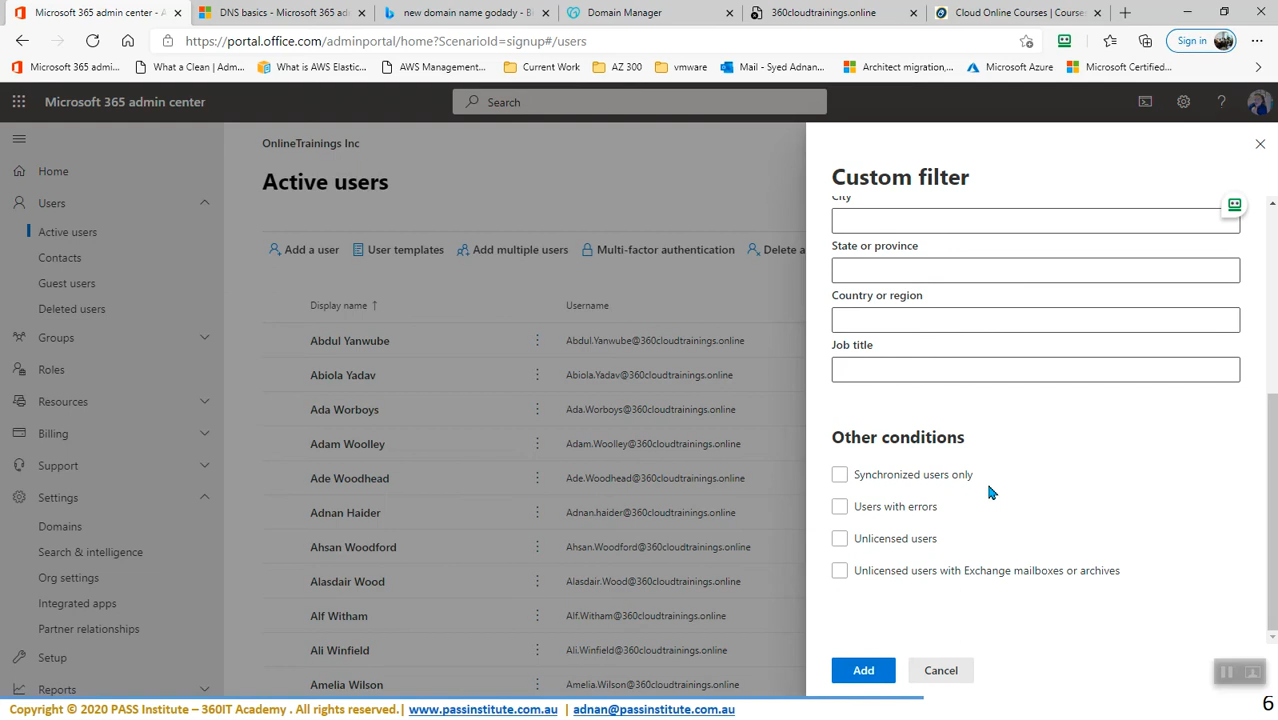 Microsoft 365 admin center - A
DNS basics - Microsoft 365 ad
new domain name godady - B
Domain Manager
360cloudtrainings.online
Cloud Online Courses | Course
https://portal.office.com/adminportal/home?ScenarioId=signup#/users
Sign in
Microsoft 365 admi...
What a Clean | Adm...
What is AWS Elastic...
AWS Management...
Current Work
AZ 300
vmware
Mail - Syed Adnan...
Architect migration,...
Microsoft Azure
Microsoft Certified...
Microsoft 365 admin center
Search
Home
Users
Active users
Contacts
Guest users
Deleted users
Groups
Roles
Resources
Billing
Support
Settings
Domains
Search & intelligence
Org settings
Integrated apps
Partner relationships
Setup
Reports
OnlineTrainings Inc
Active users
Add a user
User templates
Add multiple users
Multi-factor authentication
Delete a
Display name ↑
Username
Abdul Yanwube
Abdul.Yanwube@360cloudtrainings.online
Abiola Yadav
Abiola.Yadav@360cloudtrainings.online
Ada Worboys
Ada.Worboys@360cloudtrainings.online
Adam Woolley
Adam.Woolley@360cloudtrainings.online
Ade Woodhead
Ade.Woodhead@360cloudtrainings.online
Adnan Haider
Adnan.haider@360cloudtrainings.online
Ahsan Woodford
Ahsan.Woodford@360cloudtrainings.online
Alasdair Wood
Alasdair.Wood@360cloudtrainings.online
Alf Witham
Alf.Witham@360cloudtrainings.online
Ali Winfield
Ali.Winfield@360cloudtrainings.online
Amelia Wilson
Amelia.Wilson@360cloudtrainings.online
Custom filter
City
State or province
Country or region
Job title
Other conditions
Synchronized users only
Users with errors
Unlicensed users
Unlicensed users with Exchange mailboxes or archives
Add
Cancel
Copyright © 2020 PASS Institute – 360IT Academy . All rights reserved.| www.passinstitute.com.au | adnan@passinstitute.com.au
6